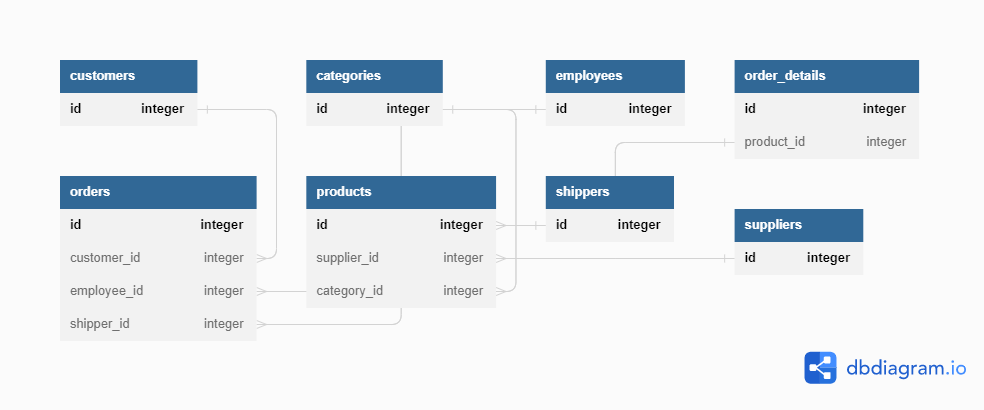 customers
id integer
categories
id integer
employees
id integer
order_details
id integer
product_id integer
orders
id integer
customer_id integer
employee_id integer
shipper_id integer
products
id integer
supplier_id integer
category_id integer
shippers
id integer
suppliers
id integer
dbdiagram.io